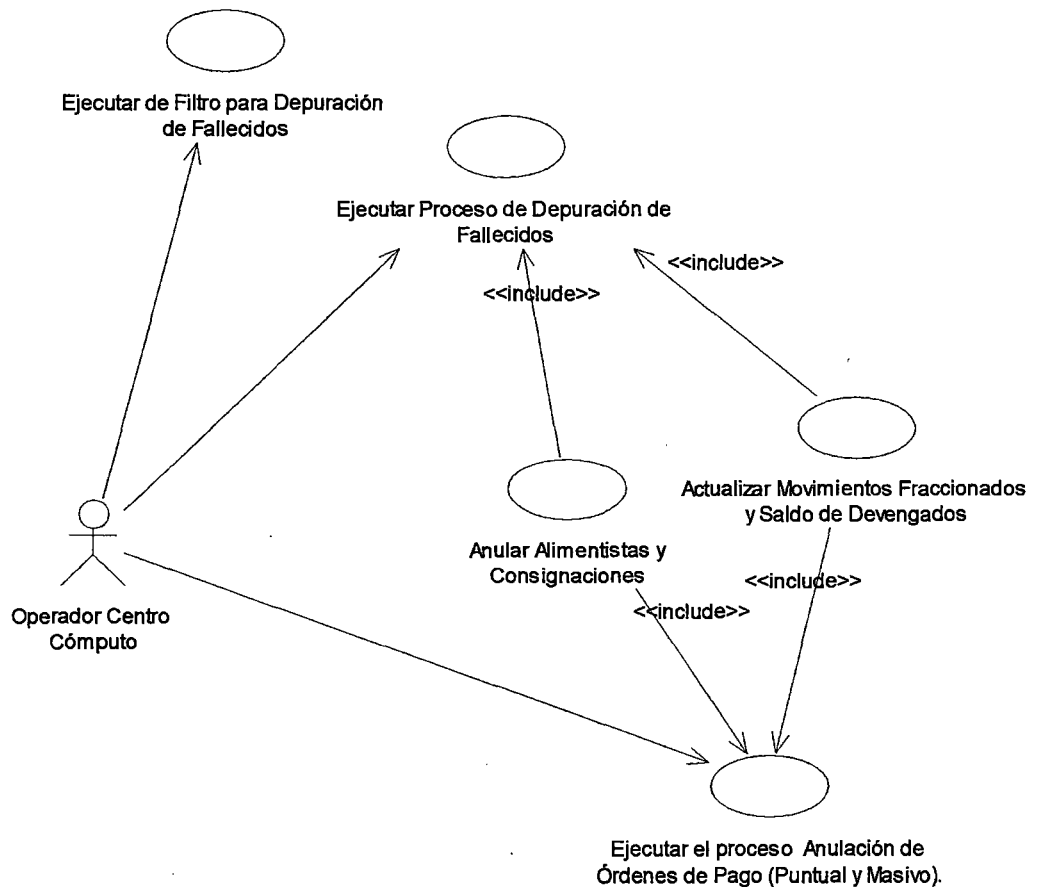 Ejecutar de Filtro para Depuración
de Fallecidos
Ejecutar Proceso de Depuración de
Fallecidos
<<include>>
<<include>>
Actualizar Movimientos Fraccionados
y Saldo de Devengados
Anular Alimentistas y
Consignaciones
<<include>>
<<include>>
Operador Centro
Cómputo
Ejecutar el proceso Anulación de
Órdenes de Pago (Puntual y Masivo).